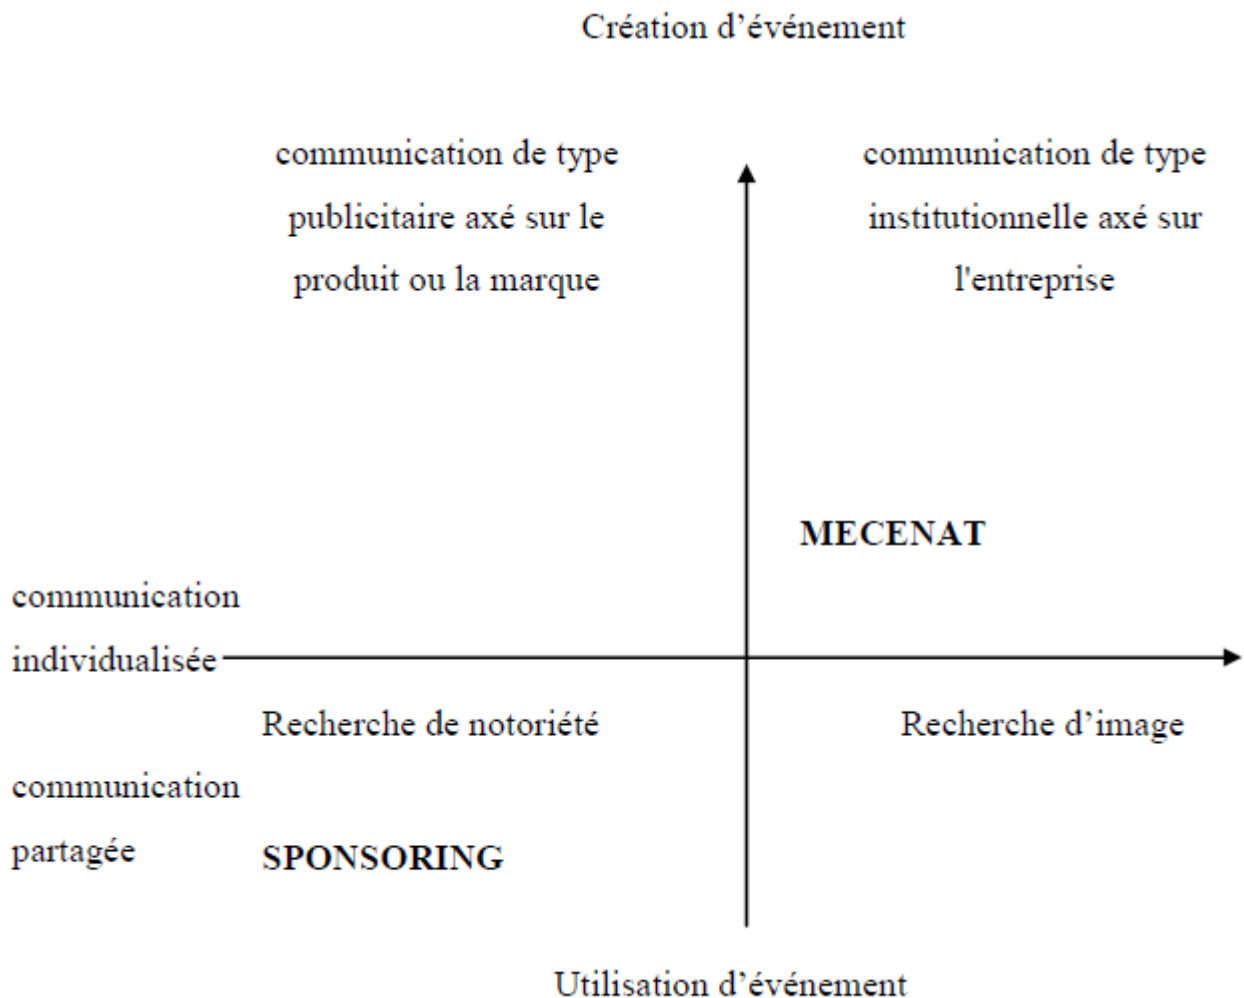 Création d’événement
communication de type
publicitaire axé sur le
produit ou la marque
communication de type
institutionnelle axé sur
l'entreprise
MECENAT
communication
individualisée
Recherche de notoriété
Recherche d’image
communication
partagée
SPONSORING
Utilisation d’événement